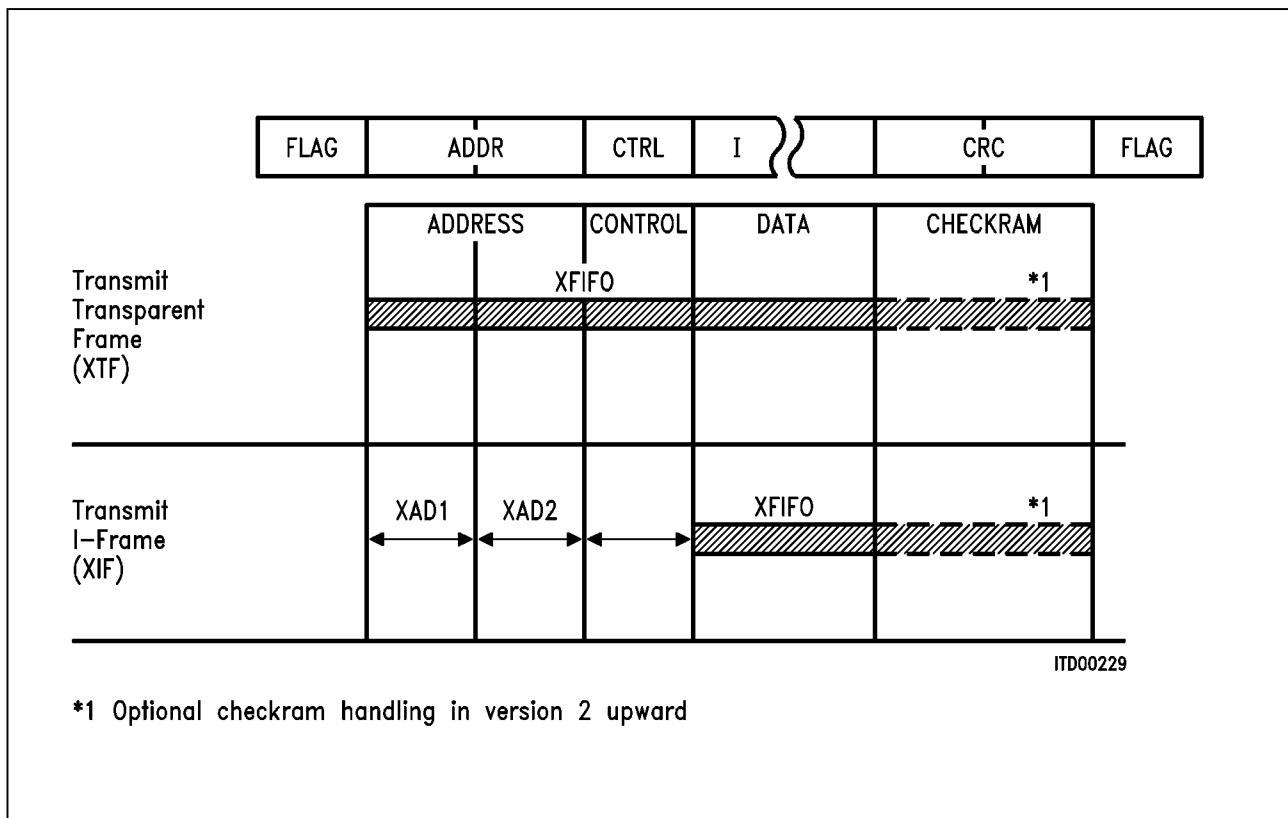 FLAG ADDR CTRL I CRC FLAG
ADDRESS CONTROL DATA CHECKRAM
Transmit
Transparent
Frame
(XTF)
XFIFO *1
Transmit
I-Frame
(XIF)
XAD1 XAD2 XFIFO *1
ITD00229
*1 Optional checkram handling in version 2 upward